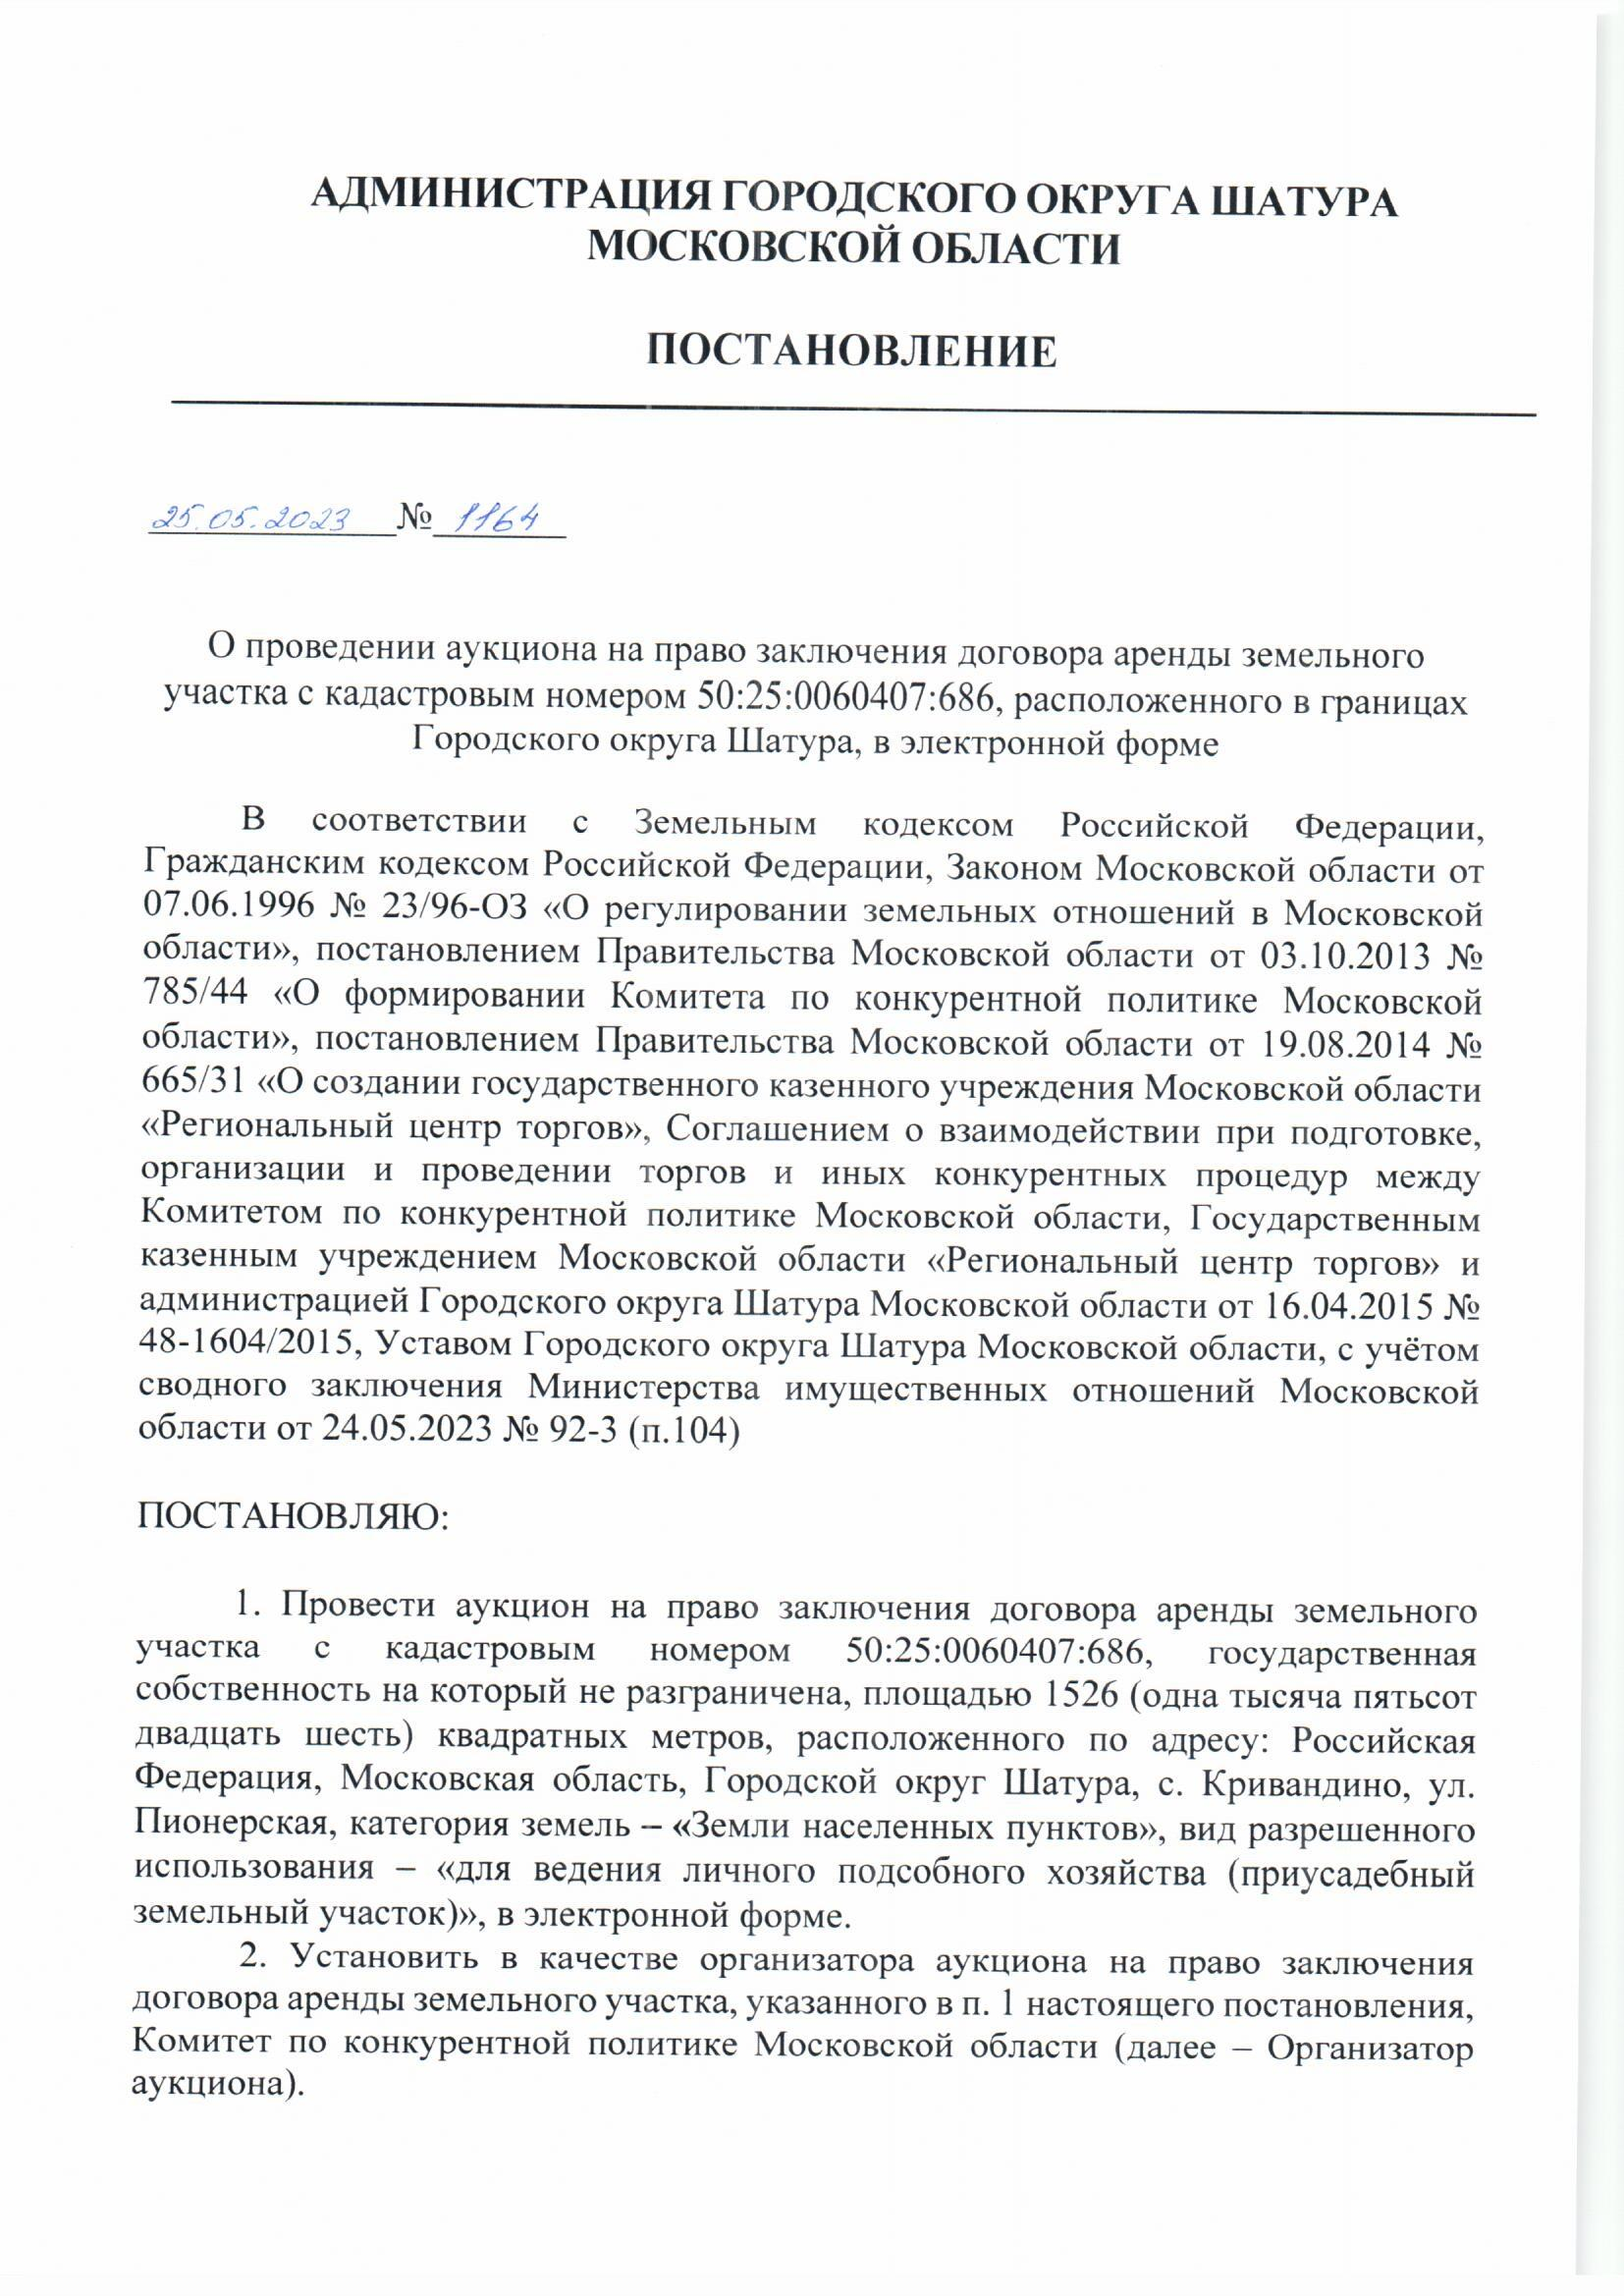 АДМИНИСТРАЦИЯ ГОРОДСКОГО ОКРУГА ШАТУРА
МОСКОВСКОЙ ОБЛАСТИ
ПОСТАНОВЛЕНИЕ
25.05.2023 № 1164
О проведении аукциона на право заключения договора аренды земельного
участка с кадастровым номером 50:25:0060407:686, расположенного в границах
Городского округа Шатура, в электронной форме
В соответствии с Земельным кодексом Российской Федерации,
Гражданским кодексом Российской Федерации, Законом Московской области от
07.06.1996 № 23/96-ОЗ «О регулировании земельных отношений в Московской
области», постановлением Правительства Московской области от 03.10.2013 №
785/44 «О формировании Комитета по конкурентной политике Московской
области», постановлением Правительства Московской области от 19.08.2014 №
665/31 «О создании государственного казенного учреждения Московской области
«Региональный центр торгов», Соглашением о взаимодействии при подготовке,
организации и проведении торгов и иных конкурентных процедур между
Комитетом по конкурентной политике Московской области, Государственным
казенным учреждением Московской области «Региональный центр торгов» и
администрацией Городского округа Шатура Московской области от 16.04.2015 №
48-1604/2015, Уставом Городского округа Шатура Московской области, с учётом
сводного заключения Министерства имущественных отношений Московской
области от 24.05.2023 № 92-З (п.104)
ПОСТАНОВЛЯЮ:
1. Провести аукцион на право заключения договора аренды земельного
участка с кадастровым номером 50:25:0060407:686, государственная
собственность на который не разграничена, площадью 1526 (одна тысяча пятьсот
двадцать шесть) квадратных метров, расположенного по адресу: Российская
Федерация, Московская область, Городской округ Шатура, с. Кривандино, ул.
Пионерская, категория земель – «Земли населенных пунктов», вид разрешенного
использования – «для ведения личного подсобного хозяйства (приусадебный
земельный участок)», в электронной форме.
2. Установить в качестве организатора аукциона на право заключения
договора аренды земельного участка, указанного в п. 1 настоящего постановления,
Комитет по конкурентной политике Московской области (далее – Организатор
аукциона).